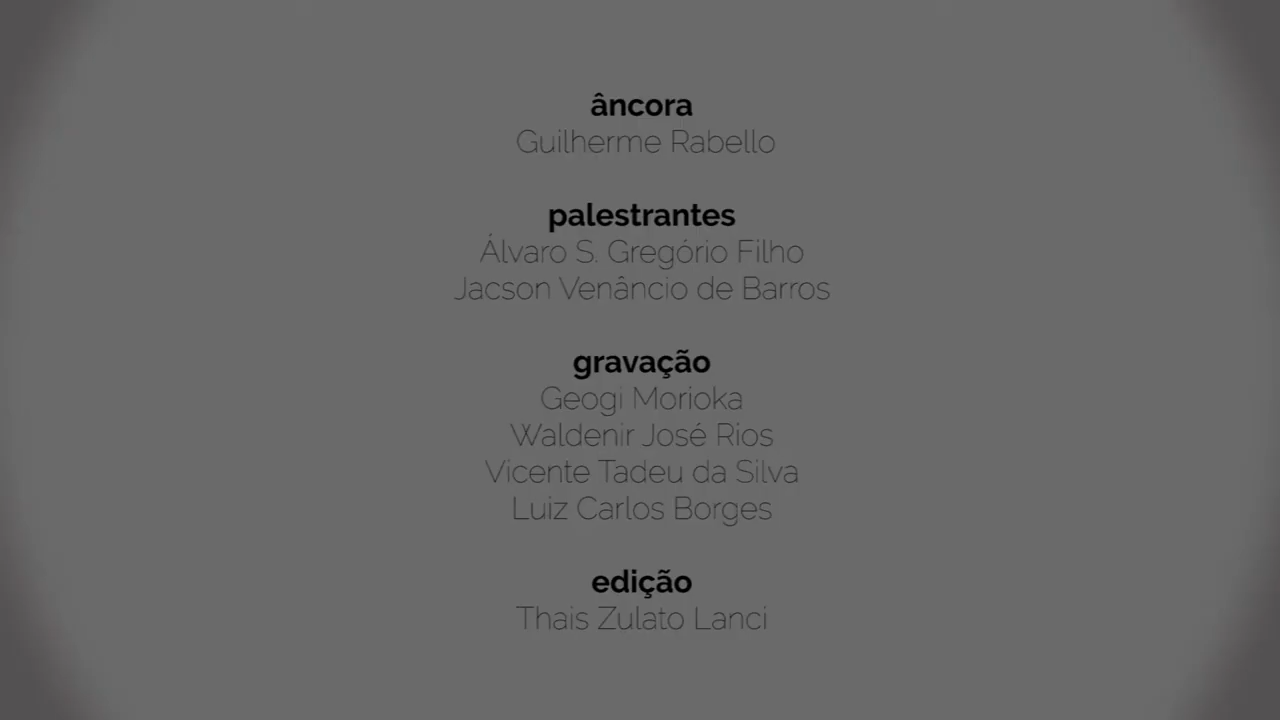 âncora
Guilherme Rabello
palestrantes
Álvaro S. Gregório Filho
Jacson Venâncio de Barros
gravação
Geogi Morioka
Waldenir José Rios
Vicente Tadeu da Silva
Luiz Carlos Borges
edição
Thais Zulato Lanci